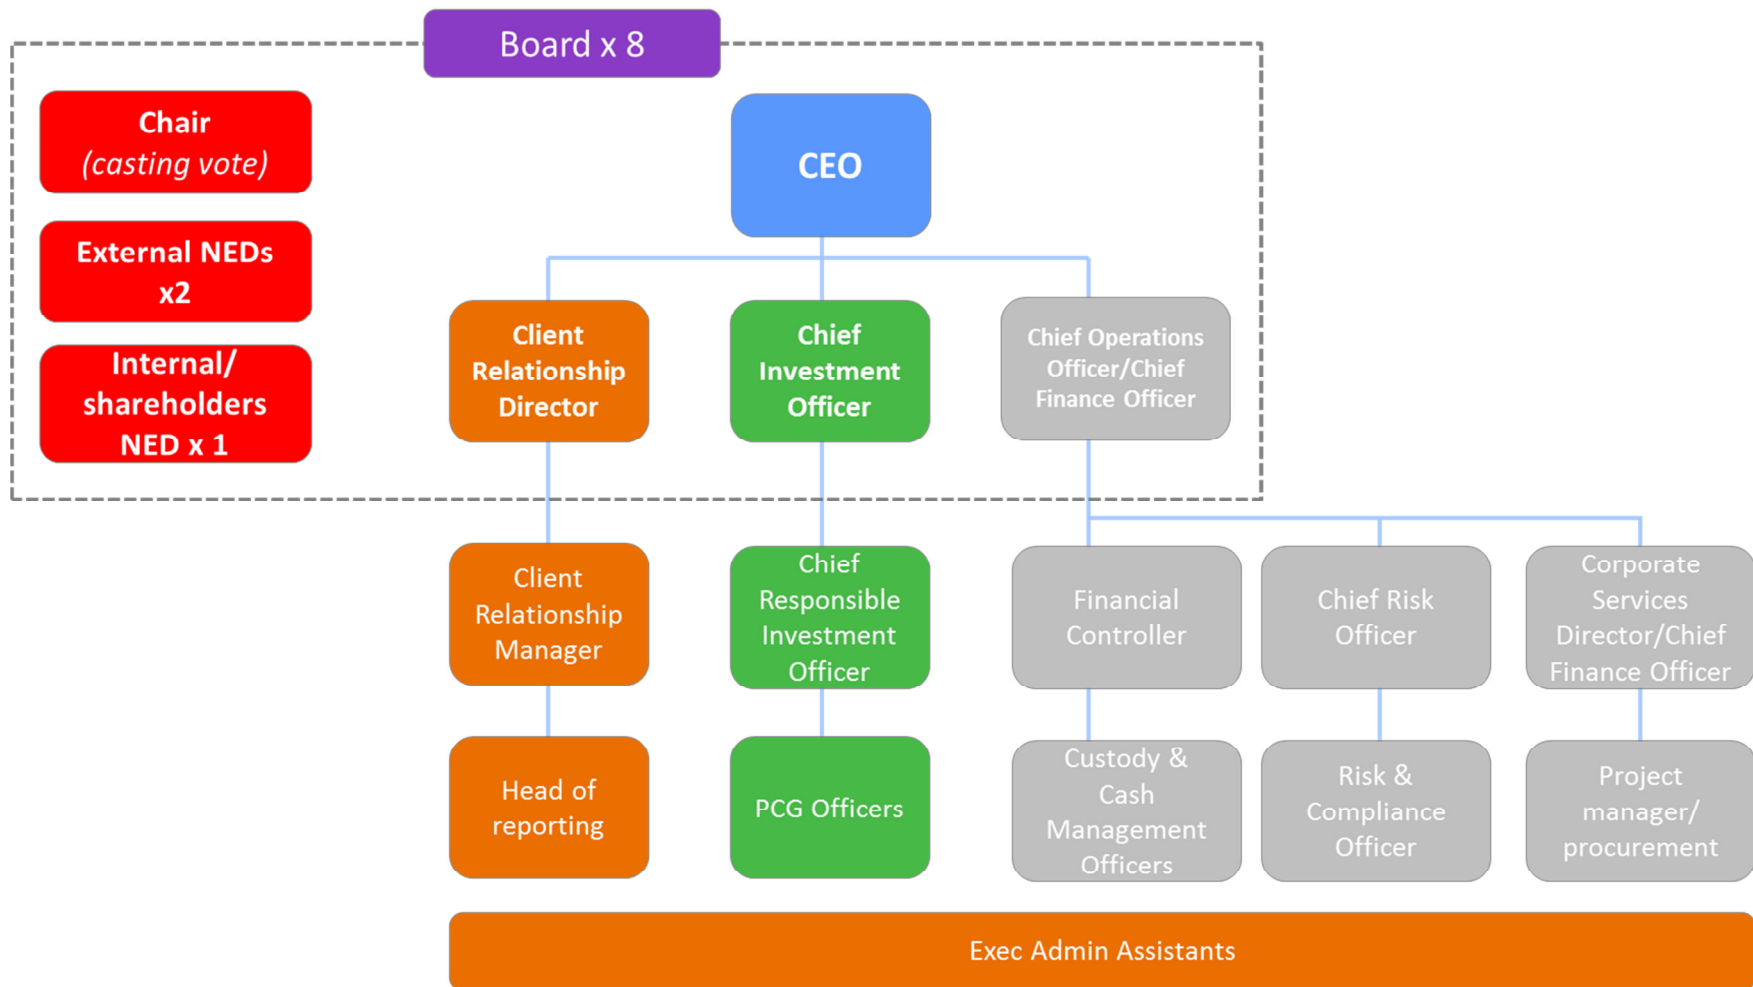 Board x 8
Chair
(casting vote)
External NEDs
x2
Internal/
shareholders
NED x 1
CEO
Client
Relationship
Director
Chief
Investment
Officer
Chief Operations
Officer/Chief
Finance Officer
Client
Relationship
Manager
Chief
Responsible
Investment
Officer
Financial
Controller
Chief Risk
Officer
Corporate
Services
Director/Chief
Finance Officer
Head of
reporting
PCG Officers
Custody &
Cash
Management
Officers
Risk &
Compliance
Officer
Project
manager/
procurement
Exec Admin Assistants